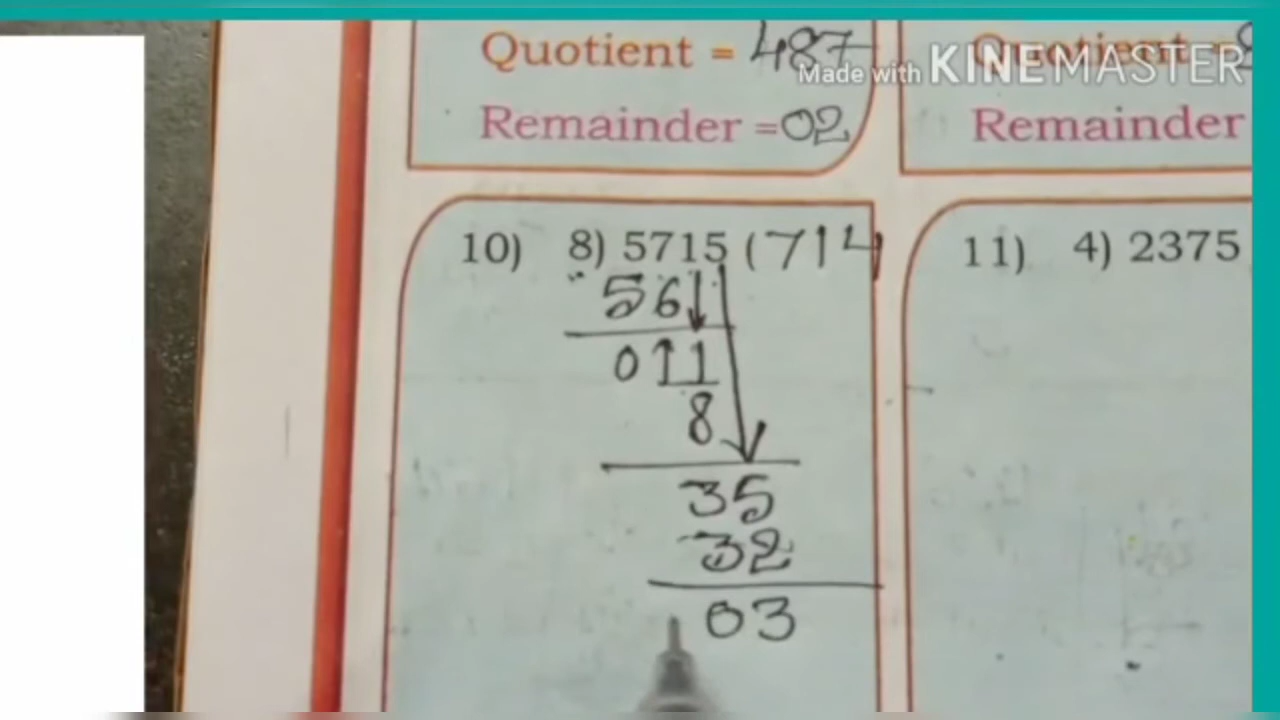 Quotient = 487
Remainder = 02
Made with KINEMASTER
Remainder
10) 8) 5715 (714
56
011
8
35
32
03
11) 4) 2375